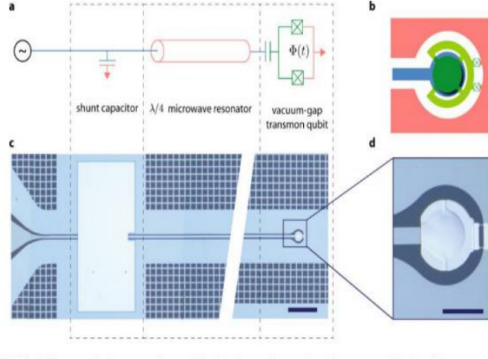 a
b
~
Φ(t)
shunt capacitor
λ/4 microwave resonator
vacuum-gap
transmon qubit
c
d